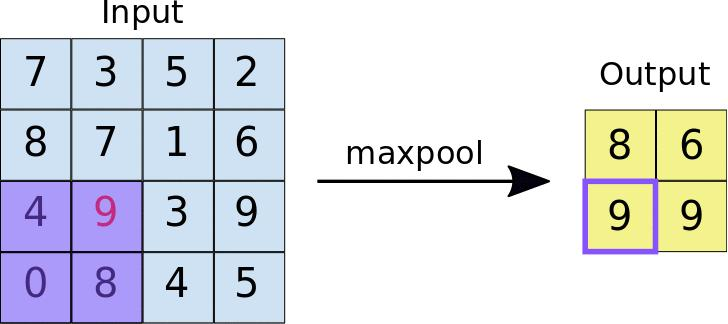 Input
7 3 5 2
8 7 1 6
4 9 3 9
0 8 4 5
maxpool
Output
8 6
9 9